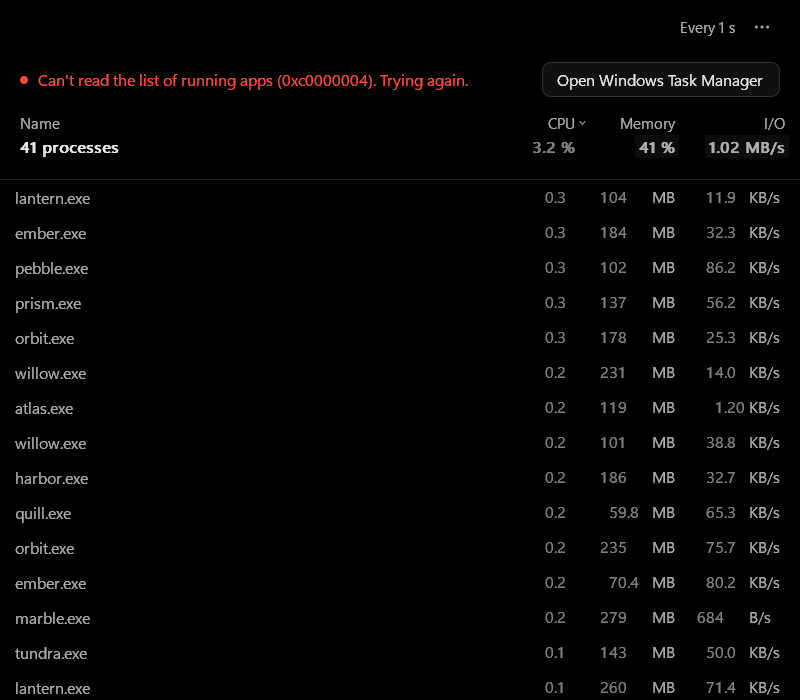 Every 1 s ···
Can't read the list of running apps (0xc0000004). Trying again. Open Windows Task Manager
Name CPU Memory I/O
41 processes 3.2 % 41 % 1.02 MB/s
lantern.exe 0.3 104 MB 11.9 KB/s
ember.exe 0.3 184 MB 32.3 KB/s
pebble.exe 0.3 102 MB 86.2 KB/s
prism.exe 0.3 137 MB 56.2 KB/s
orbit.exe 0.3 178 MB 25.3 KB/s
willow.exe 0.2 231 MB 14.0 KB/s
atlas.exe 0.2 119 MB 1.20 KB/s
willow.exe 0.2 101 MB 38.8 KB/s
harbor.exe 0.2 186 MB 32.7 KB/s
quill.exe 0.2 59.8 MB 65.3 KB/s
orbit.exe 0.2 235 MB 75.7 KB/s
ember.exe 0.2 70.4 MB 80.2 KB/s
marble.exe 0.2 279 MB 684 B/s
tundra.exe 0.1 143 MB 50.0 KB/s
lantern.exe 0.1 260 MB 71.4 KB/s